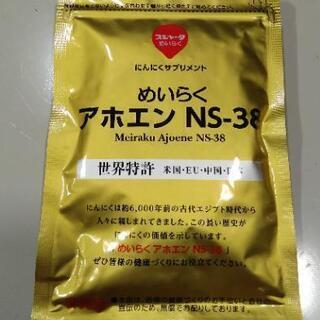 スジャータ
めいらく
にんにくサプリメント
めいらく
アホエン NS-38
Meiraku Ajoene NS-38
世界特許 米国・EU・中国・日本
にんにくは約6,000年前の古代エジプト時代から
人々に親しまれてきました。この長い歴史が
にんにくの価値を示しています。
「めいらく アホエン NS-38」
ぜひ皆様の健康づくりにお役立てください。